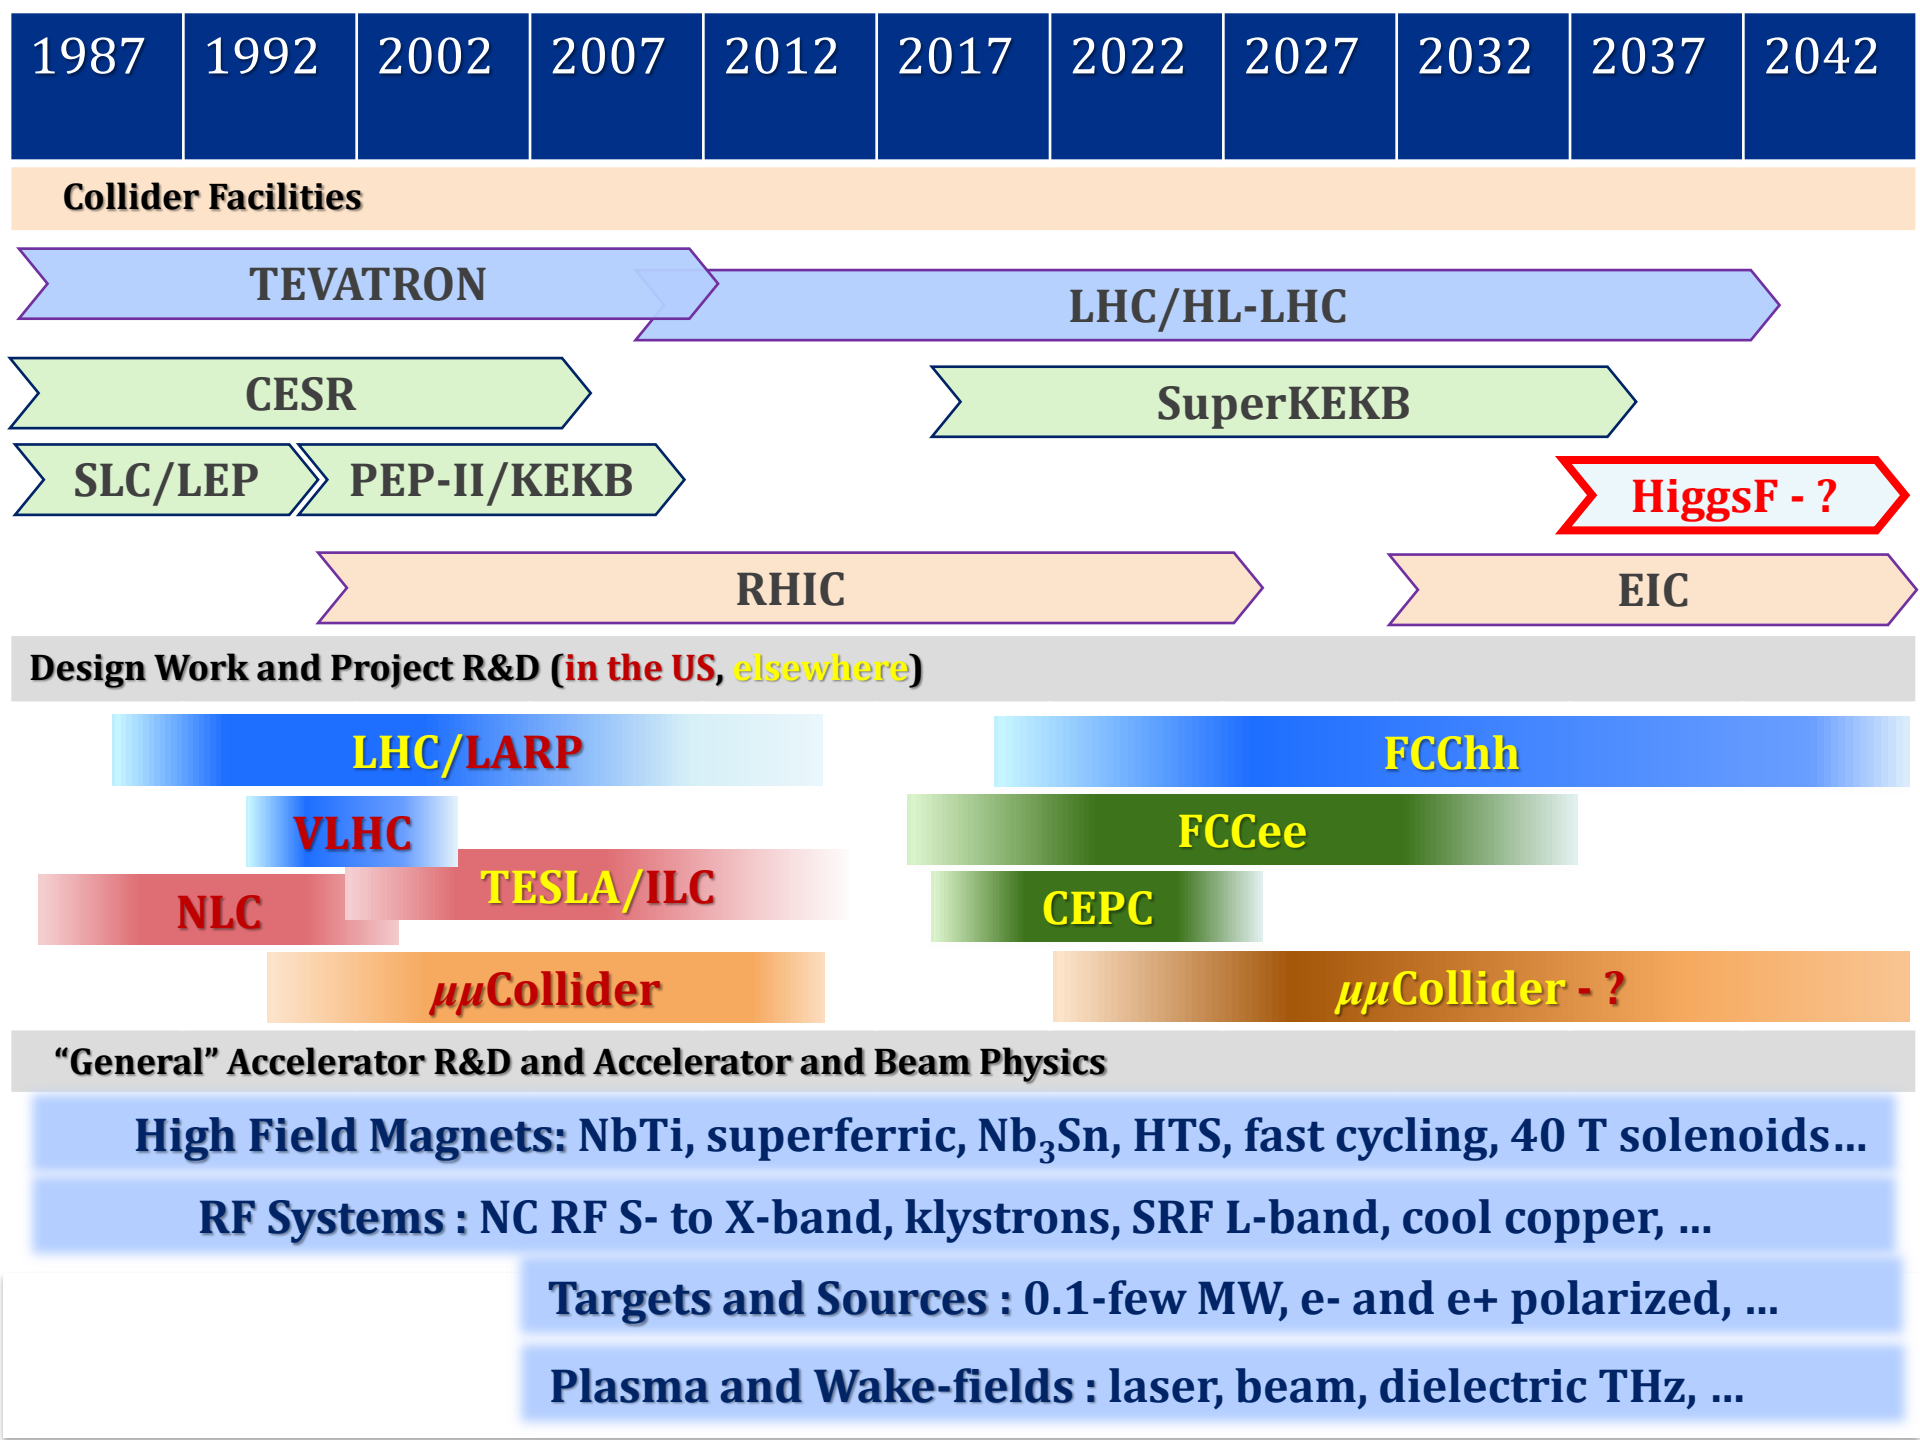 1987 1992 2002 2007 2012 2017 2022 2027 2032 2037 2042
Collider Facilities
TEVATRON
LHC/HL-LHC
CESR
SuperKEKB
SLC/LEP
PEP-II/KEKB
HiggsF - ?
RHIC
EIC
Design Work and Project R&D (in the US, elsewhere)
LHC/LARP
FCChh
VLHC
FCCee
TESLA/ILC
NLC
CEPC
μμCollider
μμCollider - ?
“General” Accelerator R&D and Accelerator and Beam Physics
High Field Magnets: NbTi, superferric, Nb₃Sn, HTS, fast cycling, 40 T solenoids...
RF Systems : NC RF S- to X-band, klystrons, SRF L-band, cool copper, ...
Targets and Sources : 0.1-few MW, e- and e+ polarized, ...
Plasma and Wake-fields : laser, beam, dielectric THz, ...